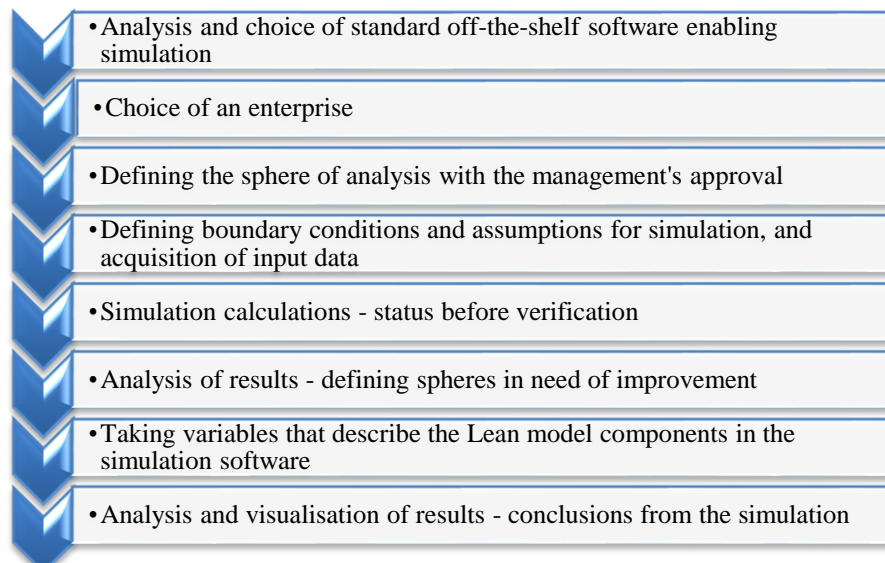 •Analysis and choice of standard off-the-shelf software enabling
simulation
•Choice of an enterprise
•Defining the sphere of analysis with the management's approval
•Defining boundary conditions and assumptions for simulation, and
acquisition of input data
•Simulation calculations - status before verification
•Analysis of results - defining spheres in need of improvement
•Taking variables that describe the Lean model components in the
simulation software
•Analysis and visualisation of results - conclusions from the simulation